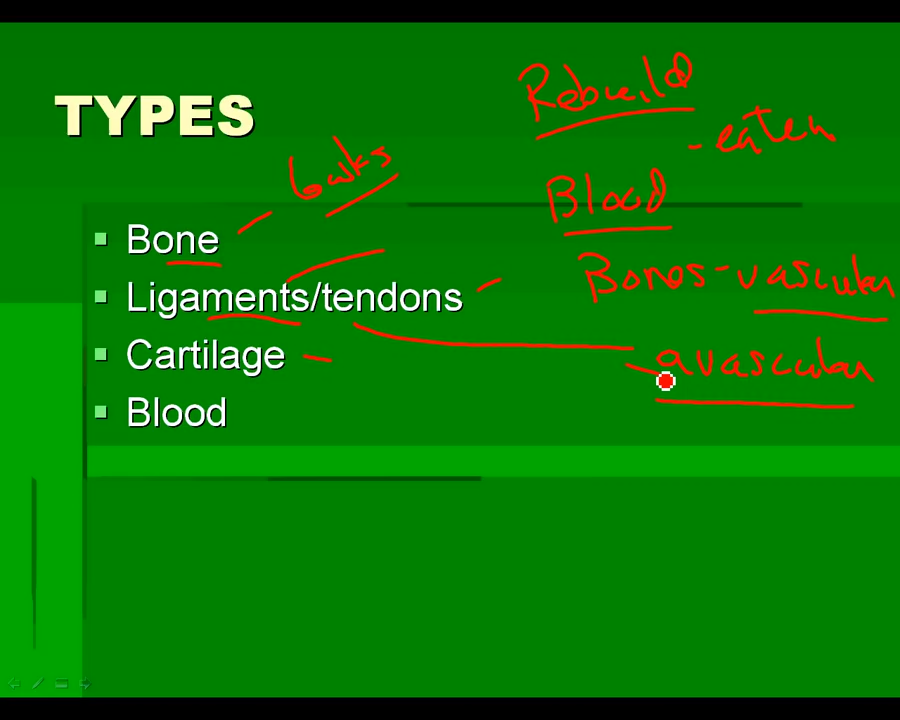 TYPES
Rebuild
- eaten
6wks
Blood
Bone
Bones - vascular
Ligaments/tendons
Cartilage
avascular
Blood